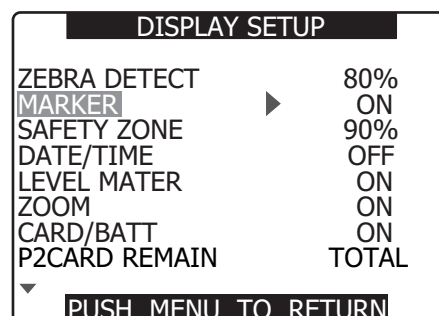 DISPLAY SETUP
ZEBRA DETECT 80%
MARKER ON
SAFETY ZONE 90%
DATE/TIME OFF
LEVEL MATER ON
ZOOM ON
CARD/BATT ON
P2CARD REMAIN TOTAL
PUSH MENU TO RETURN